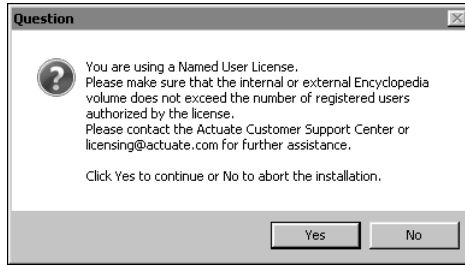 Question
You are using a Named User License.
Please make sure that the internal or external Encyclopedia
volume does not exceed the number of registered users
authorized by the license.
Please contact the Actuate Customer Support Center or
licensing@actuate.com for further assistance.
Click Yes to continue or No to abort the installation.
Yes No